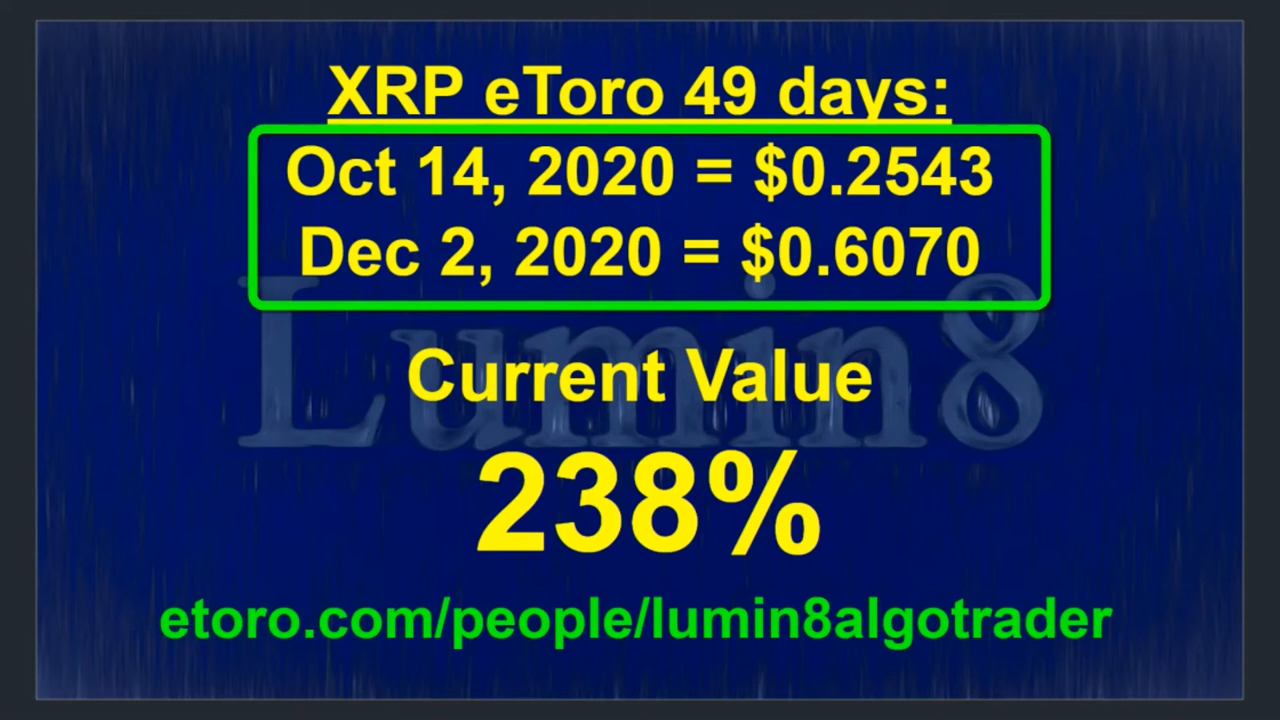 XRP eToro 49 days:
Oct 14, 2020 = $0.2543
Dec 2, 2020 = $0.6070
Lumin8
Current Value
238%
etoro.com/people/lumin8algotrader